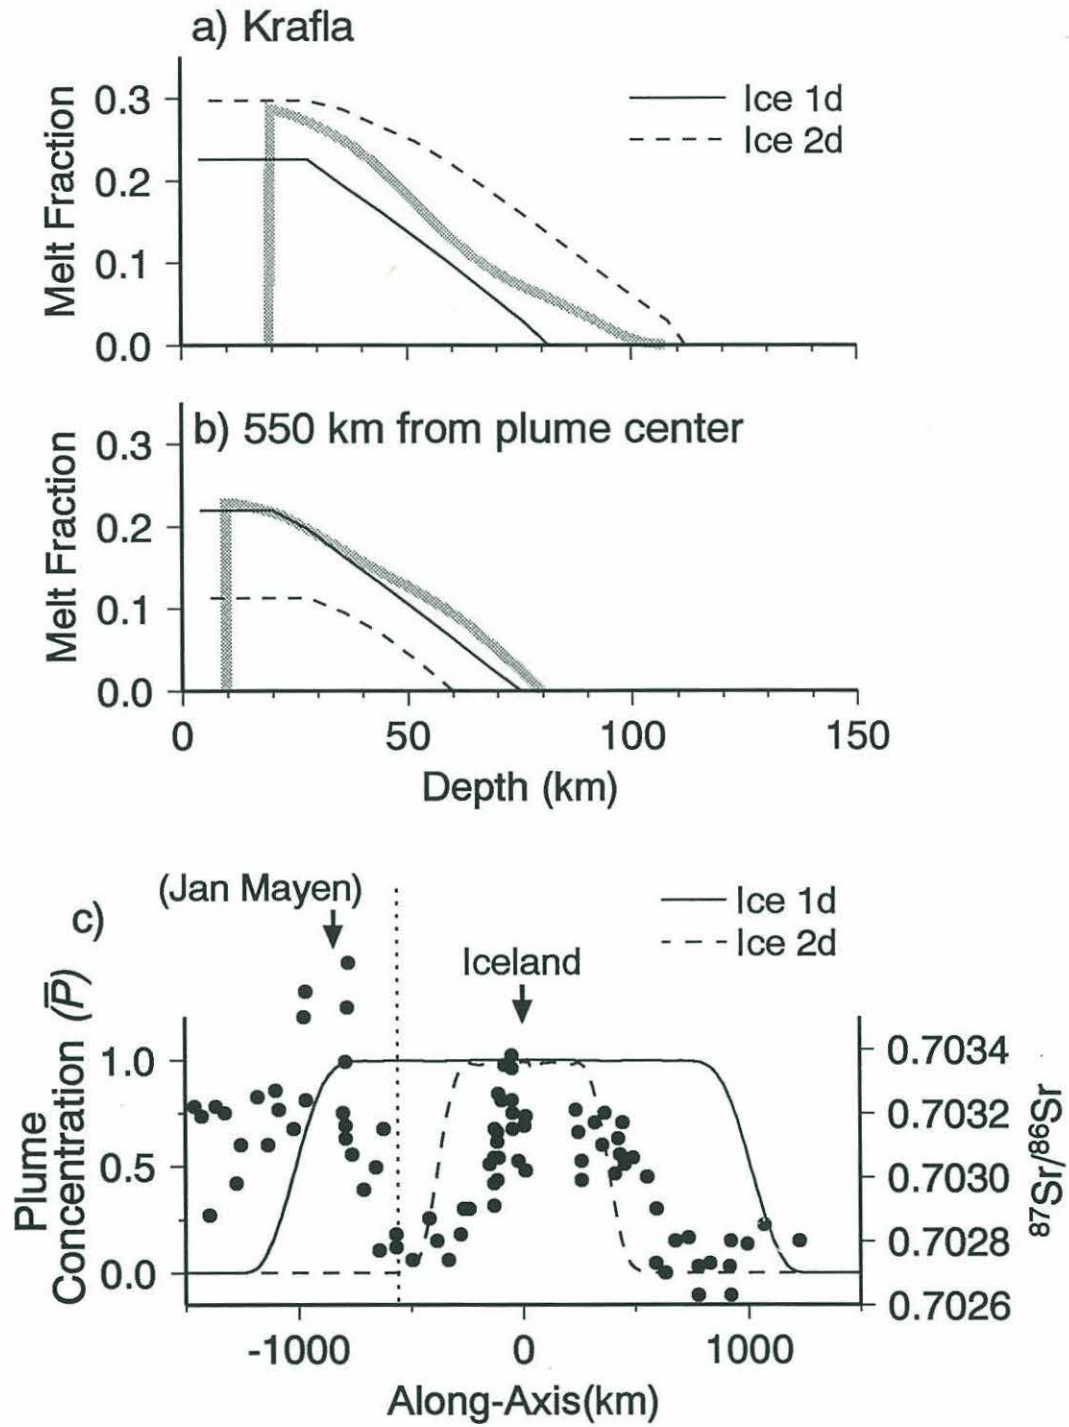 a) Krafla
Ice 1d
Ice 2d
Melt Fraction
0.3
0.2
0.1
0.0
b) 550 km from plume center
Melt Fraction
0.3
0.2
0.1
0.0
0
50
100
150
Depth (km)
c)
(Jan Mayen)
Iceland
Ice 1d
Ice 2d
Plume
Concentration (P̅)
1.0
0.5
0.0
0.7034
0.7032
0.7030
0.7028
0.7026
⁸⁷Sr/⁸⁶Sr
-1000
0
1000
Along-Axis(km)